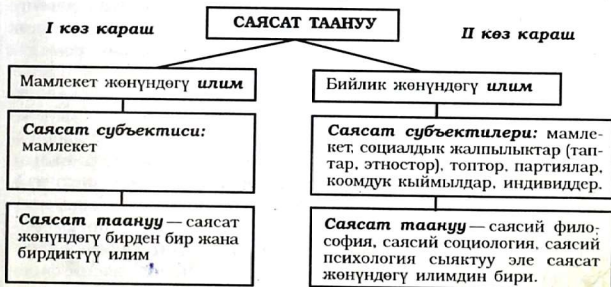 САЯСАТ ТААНУУ
I көз караш
II көз караш
Мамлекет жөнүндөгү илим
Бийлик жөнүндөгү илим
Саясат субъектиси:
мамлекет
Саясат субъектилери: мамле-
кет, социалдык жалпылыктар (тап-
тар, этностор), топтор, партиялар,
коомдук кыймылдар, индивиддер.
Саясат таануу — саясат
жөнүндөгү бирден бир жана
бирдиктүү илим
Саясат таануу — саясий фило-
софия, саясий социология, саясий
психология сыяктуу эле саясат
жөнүндөгү илимдин бири.